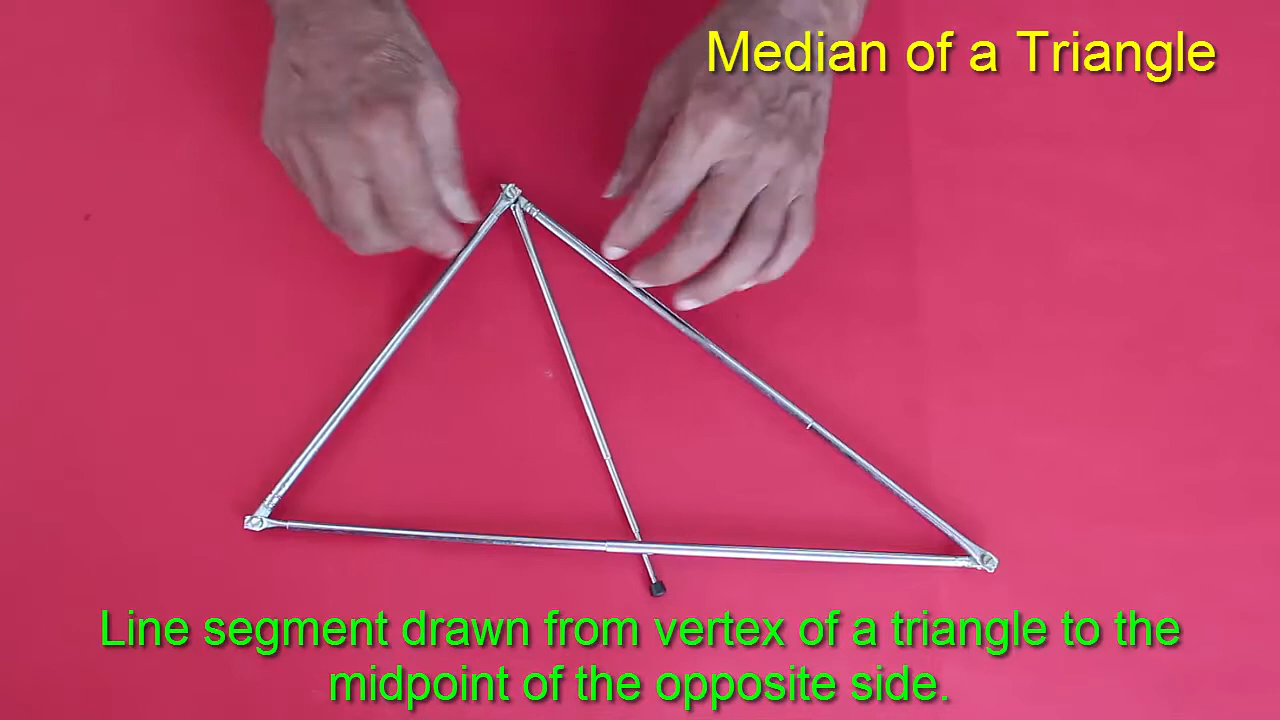 Median of a Triangle
Line segment drawn from vertex of a triangle to the
midpoint of the opposite side.